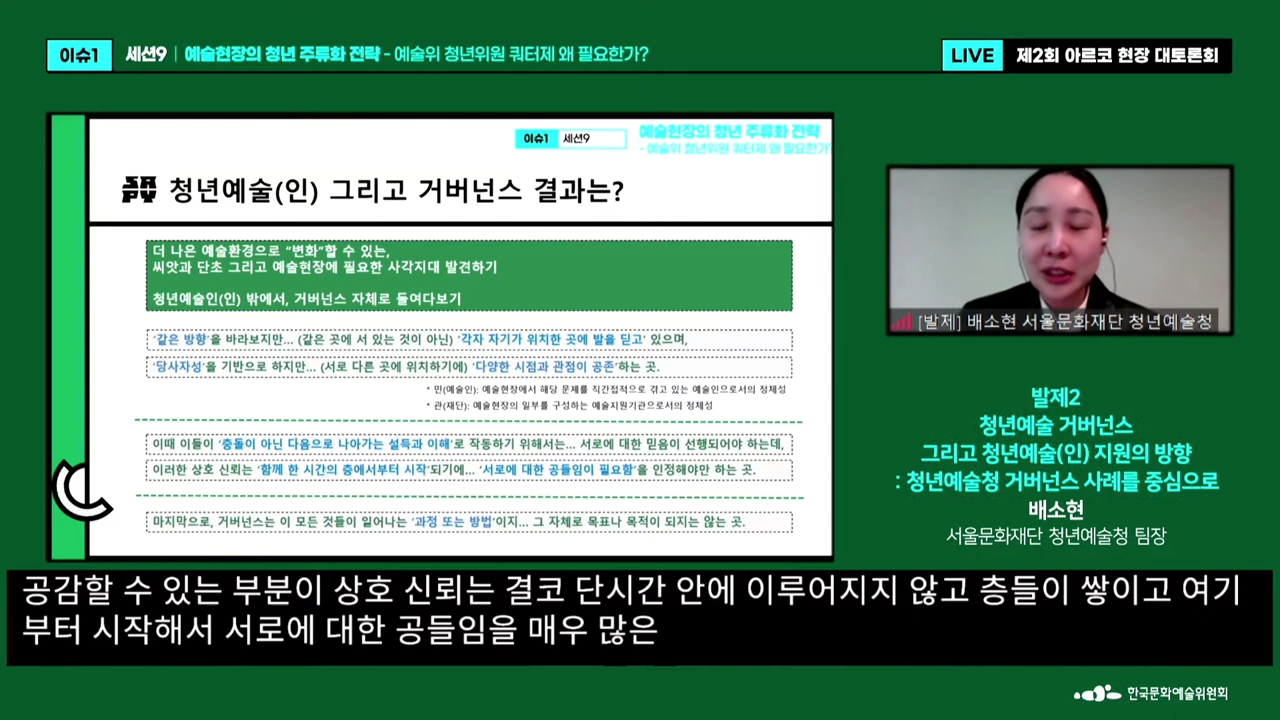 이슈1
세션9 | 예술현장의 청년 주류화 전략 - 예술위 청년위원 쿼터제 왜 필요한가?
LIVE 제2회 아르코 현장 대토론회
이슈1 세션9
예술현장의 청년 주류화 전략
- 예술위 청년위원 쿼터제 왜 필요한가?
SAPY 청년예술(인) 그리고 거버넌스 결과는?
더 나은 예술환경으로 “변화”할 수 있는,
씨앗과 단초 그리고 예술현장에 필요한 사각지대 발견하기
청년예술인(인) 밖에서, 거버넌스 자체로 들여다보기
‘같은 방향’을 바라보지만... (같은 곳에 서 있는 것이 아닌) ‘각자 자기가 위치한 곳에 발을 딛고’ 있으며,
‘당사자성’을 기반으로 하지만... (서로 다른 곳에 위치하기에) ‘다양한 시점과 관점이 공존’하는 곳.
* 민(예술인): 예술현장에서 해당 문제를 직간접적으로 겪고 있는 예술인으로서의 정체성
* 관(재단): 예술현장의 일부를 구성하는 예술지원기관으로서의 정체성
이때 이들이 ‘충돌이 아닌 다음으로 나아가는 설득과 이해’로 작동하기 위해서는... 서로에 대한 믿음이 선행되어야 하는데,
이러한 상호 신뢰는 ‘함께 한 시간의 층에서부터 시작’되기에... ‘서로에 대한 공들임이 필요함’을 인정해야만 하는 곳.
마지막으로, 거버넌스는 이 모든 것들이 일어나는 ‘과정 또는 방법’이지... 그 자체로 목표나 목적이 되지는 않는 곳.
[발제] 배소현 서울문화재단 청년예술청
발제2
청년예술 거버넌스
그리고 청년예술(인) 지원의 방향
: 청년예술청 거버넌스 사례를 중심으로
배소현
서울문화재단 청년예술청 팀장
공감할 수 있는 부분이 상호 신뢰는 결코 단시간 안에 이루어지지 않고 층들이 쌓이고 여기
부터 시작해서 서로에 대한 공들임을 매우 많은
한국문화예술위원회